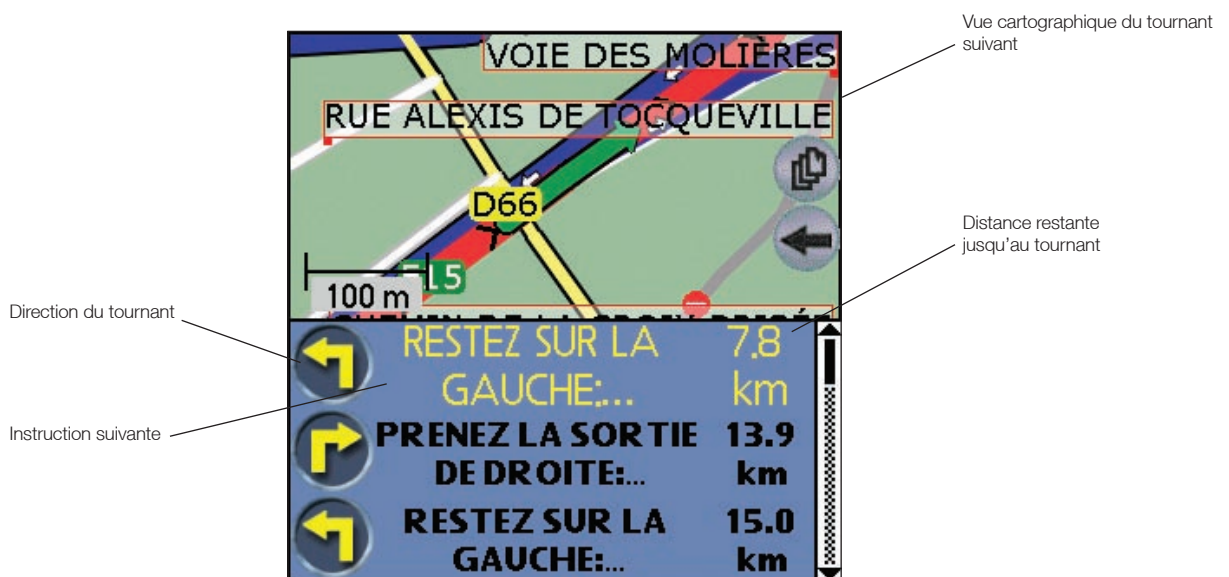 Vue cartographique du tournant
suivant
VOIE DES MOLIÈRES
RUE ALEXIS DE TOCQUEVILLE
D66
Distance restante
jusqu'au tournant
15
100 m
Direction du tournant
RESTEZ SUR LA 7.8
GAUCHE:... km
Instruction suivante
PRENEZ LA SORTIE 13.9
DE DROITE:... km
RESTEZ SUR LA 15.0
GAUCHE:... km